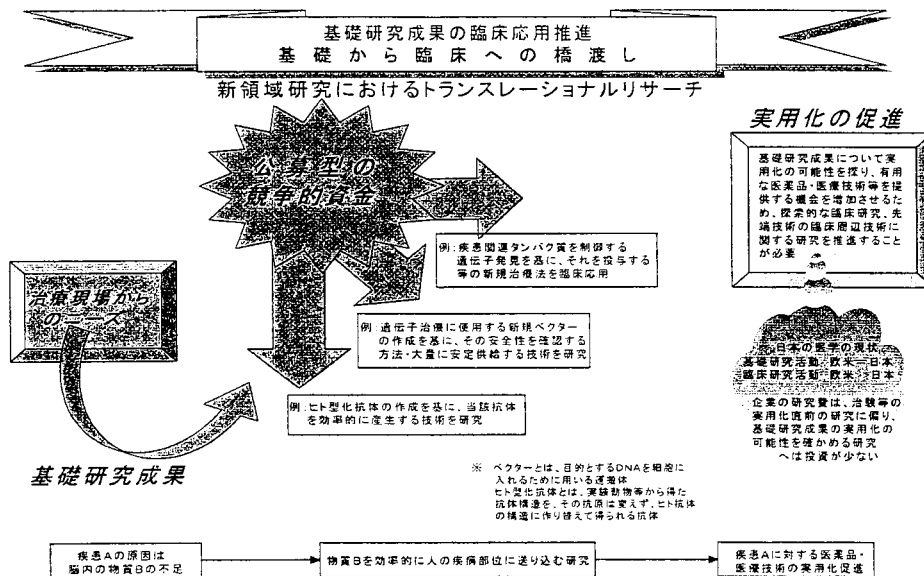 基礎研究成果の臨床応用推進
基礎から臨床への橋渡し
新領域研究におけるトランスレーショナルリサーチ
公募型の
競争的資金
実用化の促進
基礎研究成果について実
用化の可能性を探り、有用
な医薬品・医療技術等を提
供する機会を増加させるた
め、探索的な臨床研究、先
端技術の臨床周辺技術に
関する研究を推進すること
が必要
例:疾患関連タンパク質を制御する
遺伝子発見を基に、それを投与する
等の新規治療法を臨床応用
治療現場から
のニーズ
例:遺伝子治療に使用する新規ベクター
の作成を基に、その安全性を確認する
方法・大量に安定供給する技術を研究
日本の医学の現状
基礎研究活動 欧米=日本
臨床研究活動 欧米>日本
企業の研究費は、治験等の
実用化直前の研究に偏り、
基礎研究成果の実用化の
可能性を確かめる研究
へは投資が少ない
例:ヒト型化抗体の作成を基に、当該抗体
を効率的に産生する技術を研究
基礎研究成果
※ ベクターとは、目的とするDNAを細胞に
入れるために用いる運搬体
ヒト型化抗体とは、実験動物等から得た
抗体構造を、その抗原は変えず、ヒト抗体
の構造に作り替えて得られる抗体
疾患Aの原因は
脳内の物質Bの不足
物質Bを効率的に人の疾病部位に送り込む研究
疾患Aに対する医薬品・
医療技術の実用化促進